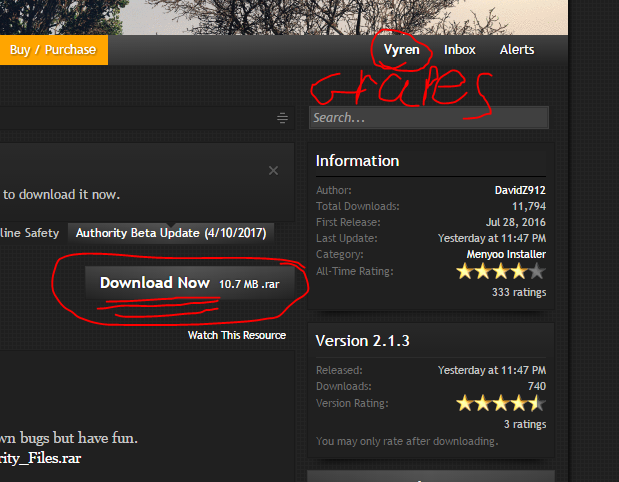 Buy / Purchase
Vyren Inbox Alerts
Search...
to download it now.
line Safety Authority Beta Update (4/10/2017)
Download Now 10.7 MB .rar
Watch This Resource
wn bugs but have fun.
rity_Files.rar
Information
Author: DavidZ912
Total Downloads: 11,794
First Release: Jul 28, 2016
Last Update: Yesterday at 11:47 PM
Category: Menyoo Installer
All-Time Rating:
333 ratings
Version 2.1.3
Released: Yesterday at 11:47 PM
Downloads: 740
Version Rating:
3 ratings
You may only rate after downloading.